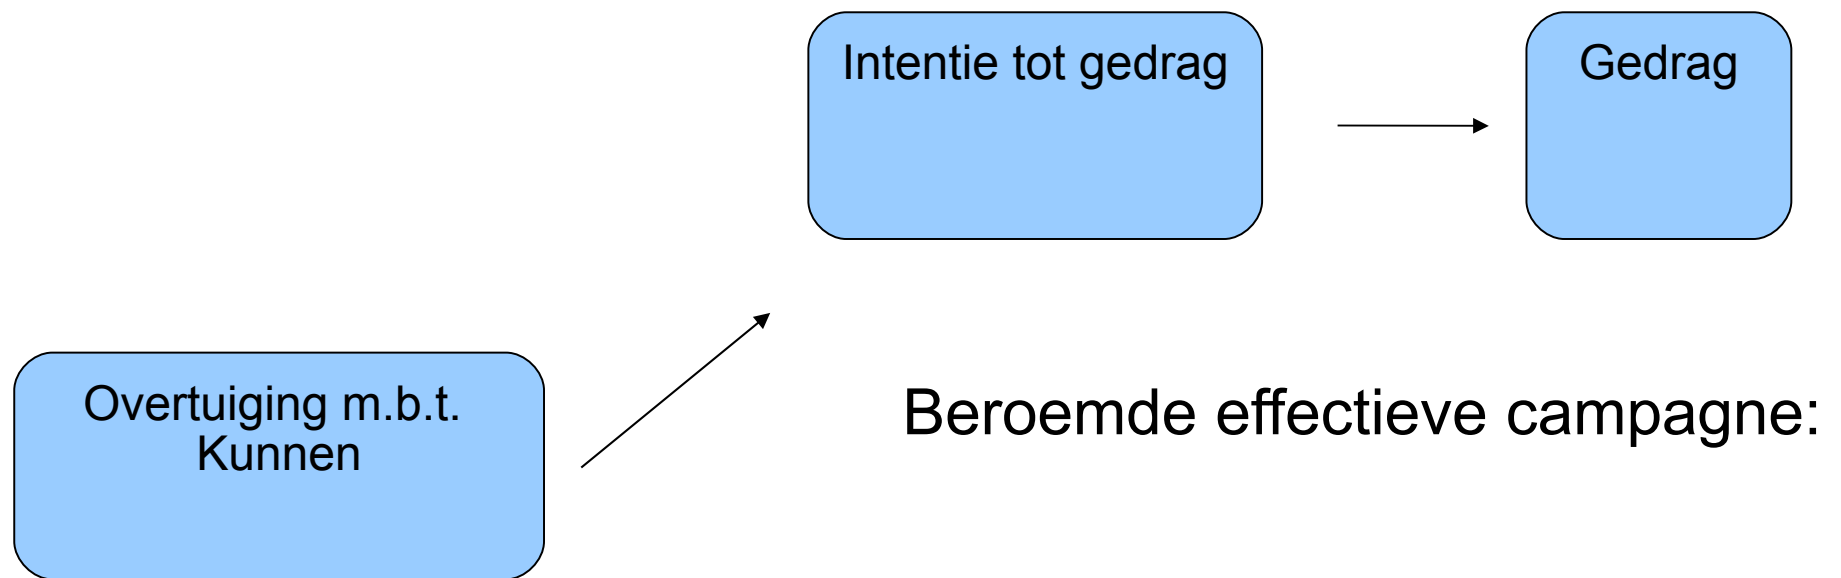 Intentie tot gedrag
Gedrag
Overtuiging m.b.t.
Kunnen
Beroemde effectieve campagne: